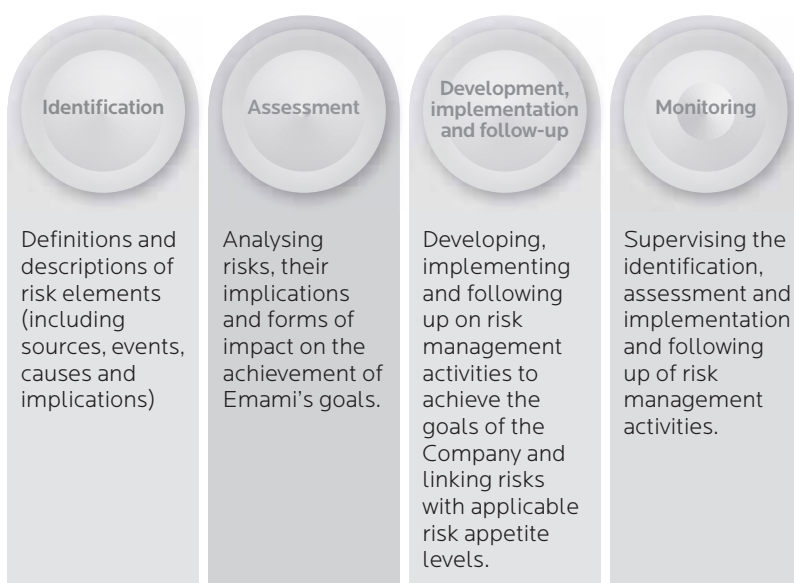 Identification
Definitions and
descriptions of
risk elements
(including
sources, events,
causes and
implications)
Assessment
Analysing
risks, their
implications
and forms of
impact on the
achievement of
Emami's goals.
Development,
implementation
and follow-up
Developing,
implementing
and following
up on risk
management
activities to
achieve the
goals of the
Company and
linking risks
with applicable
risk appetite
levels.
Monitoring
Supervising the
identification,
assessment and
implementation
and following
up of risk
management
activities.